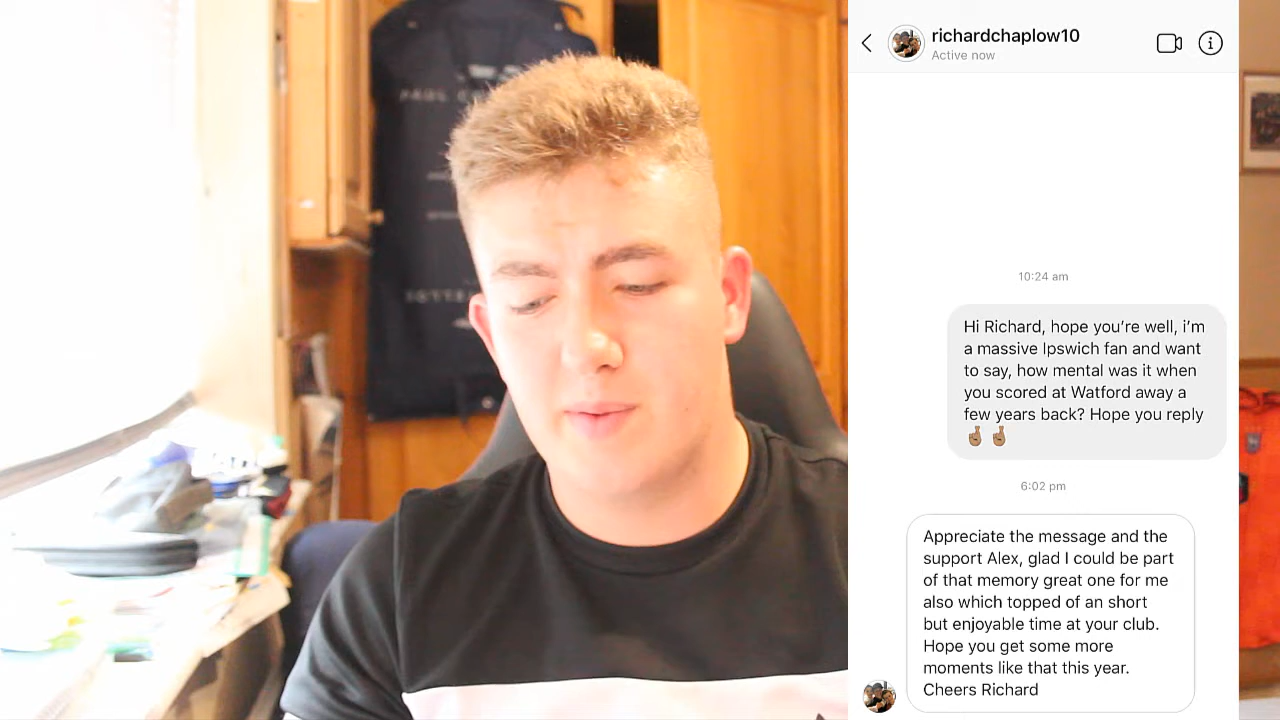 richardchaplow10
Active now
10:24 am
Hi Richard, hope you're well, i'm
a massive Ipswich fan and want
to say, how mental was it when
you scored at Watford away a
few years back? Hope you reply
🤞🏽🤞🏽
6:02 pm
Appreciate the message and the
support Alex, glad I could be part
of that memory great one for me
also which topped of an short
but enjoyable time at your club.
Hope you get some more
moments like that this year.
Cheers Richard